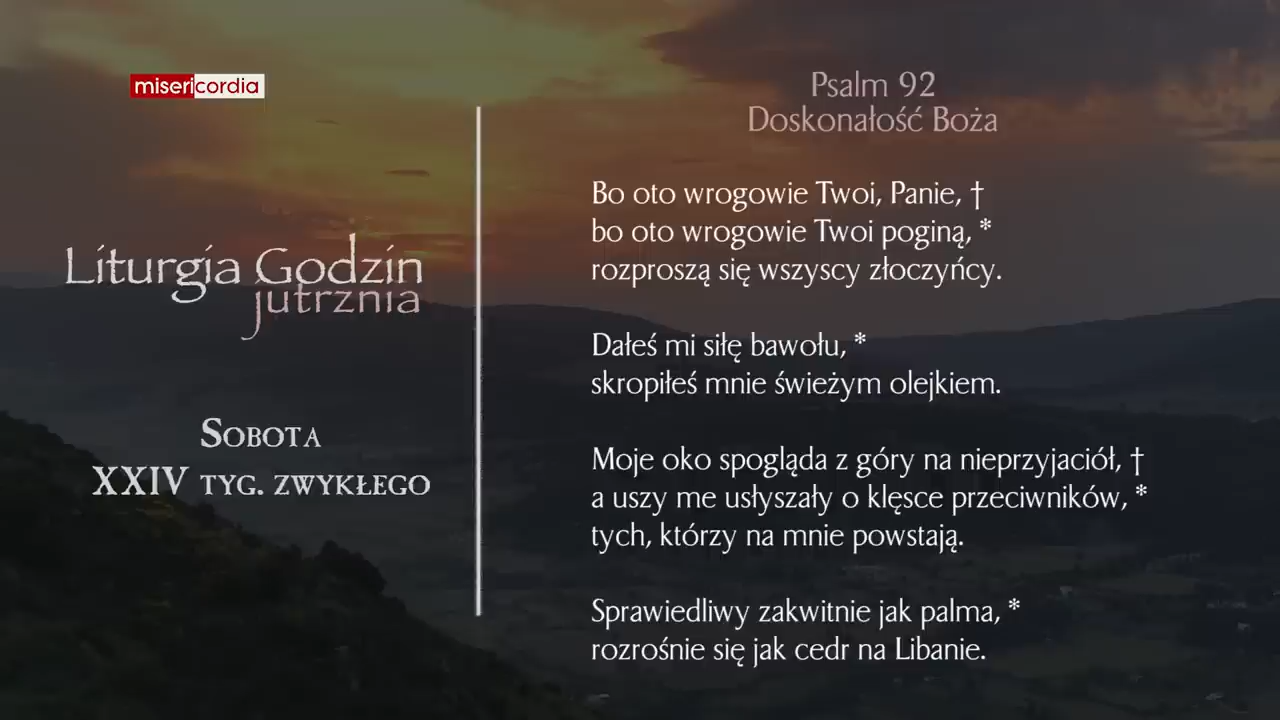 misericordia
Liturgia Godzin
jutrznia
Sobota
XXIV tyg. zwykłego
Psalm 92
Doskonałość Boża
Bo oto wrogowie Twoi, Panie, †
bo oto wrogowie Twoi poginą, *
rozproszą się wszyscy złoczyńcy.
Dałeś mi siłę bawołu, *
skropiłeś mnie świeżym olejkiem.
Moje oko spogląda z góry na nieprzyjaciół, †
a uszy me usłyszały o klęsce przeciwników, *
tych, którzy na mnie powstają.
Sprawiedliwy zakwitnie jak palma, *
rozrośnie się jak cedr na Libanie.